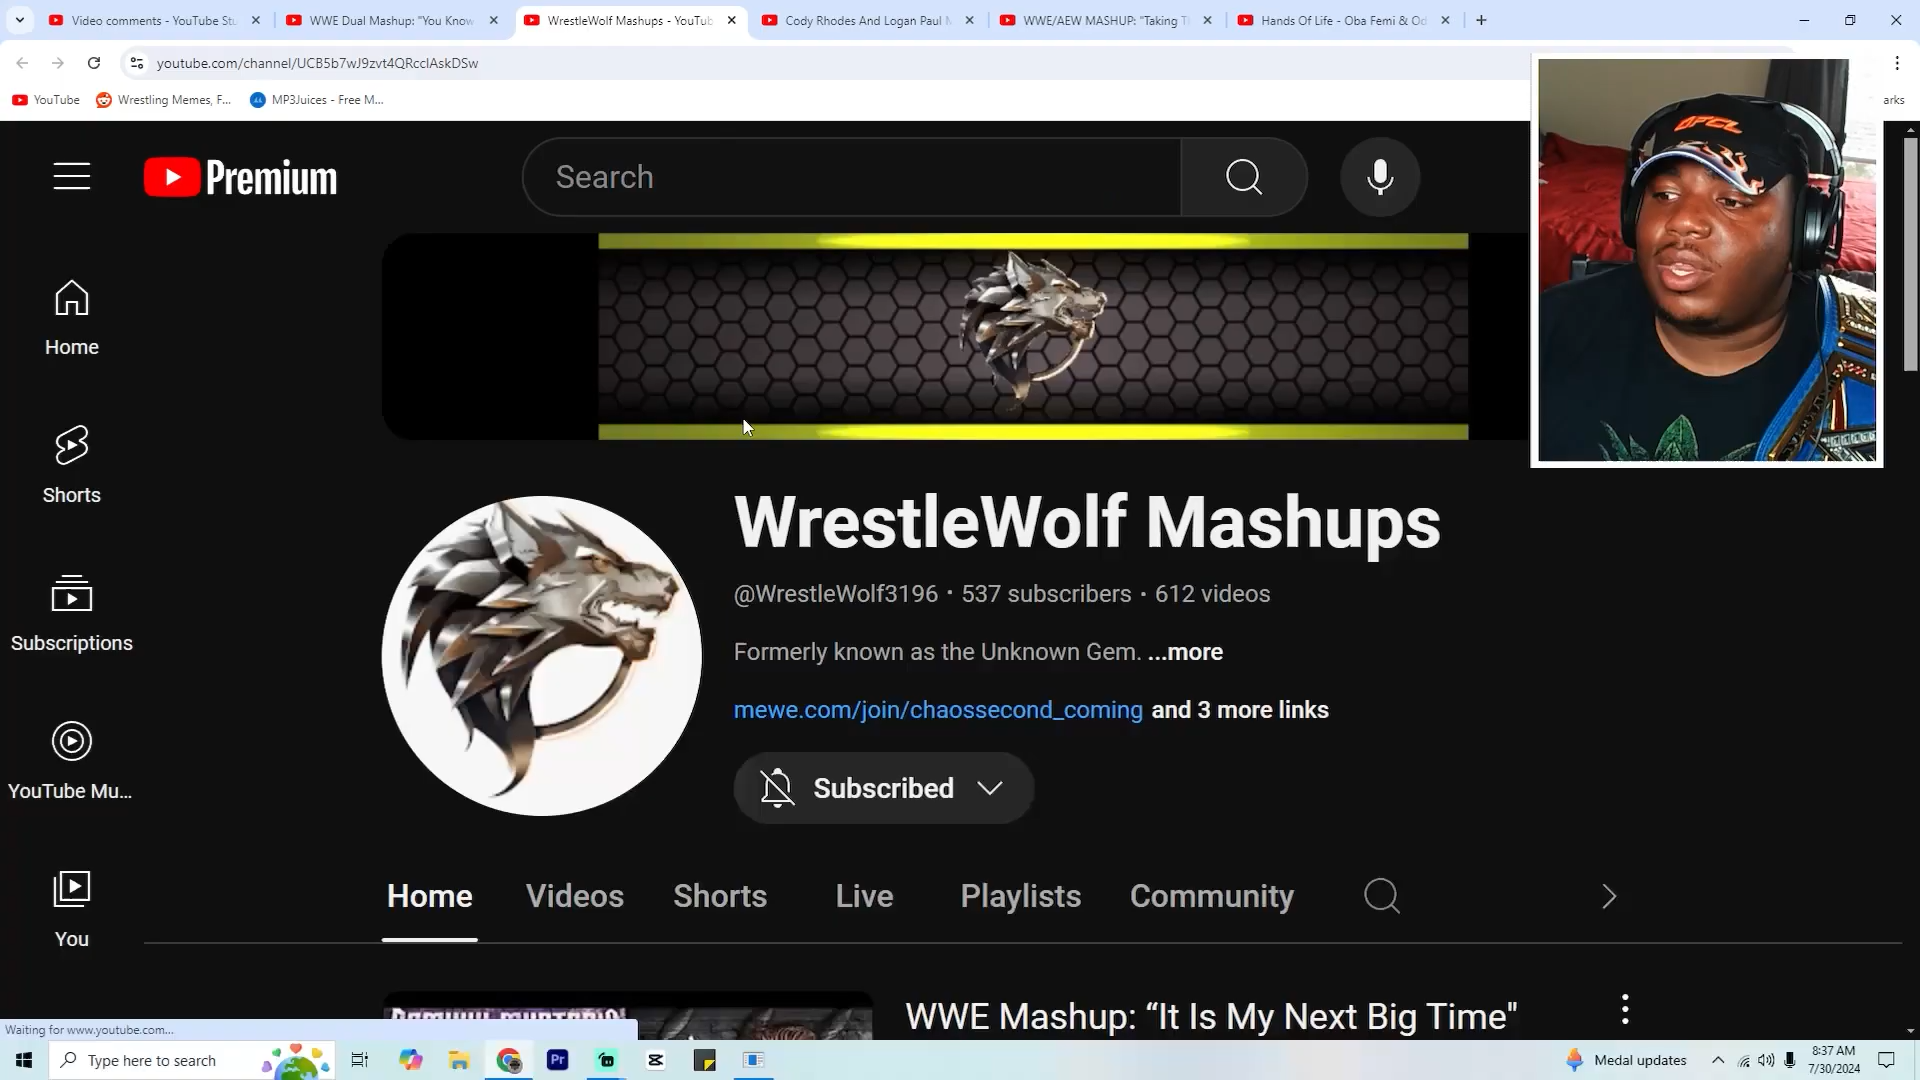 Video comments - YouTube Stu
WWE Dual Mashup: "You Know
WrestleWolf Mashups - YouTub
Cody Rhodes And Logan Paul M
WWE/AEW MASHUP: "Taking T
Hands Of Life - Oba Femi & Od
youtube.com/channel/UCB5b7wJ9zvt4QRcclAskDSw
YouTube
Wrestling Memes, F...
MP3Juices - Free M...
arks
Premium
Search
OFCL
Home
Shorts
Subscriptions
YouTube Mu...
You
WrestleWolf Mashups
@WrestleWolf3196 • 537 subscribers • 612 videos
Formerly known as the Unknown Gem. ...more
mewe.com/join/chaossecond_coming and 3 more links
Subscribed
Home Videos Shorts Live Playlists Community
WWE Mashup: “It Is My Next Big Time"
Waiting for www.youtube.com...
Type here to search
Pr
Medal updates
8:37 AM
7/30/2024